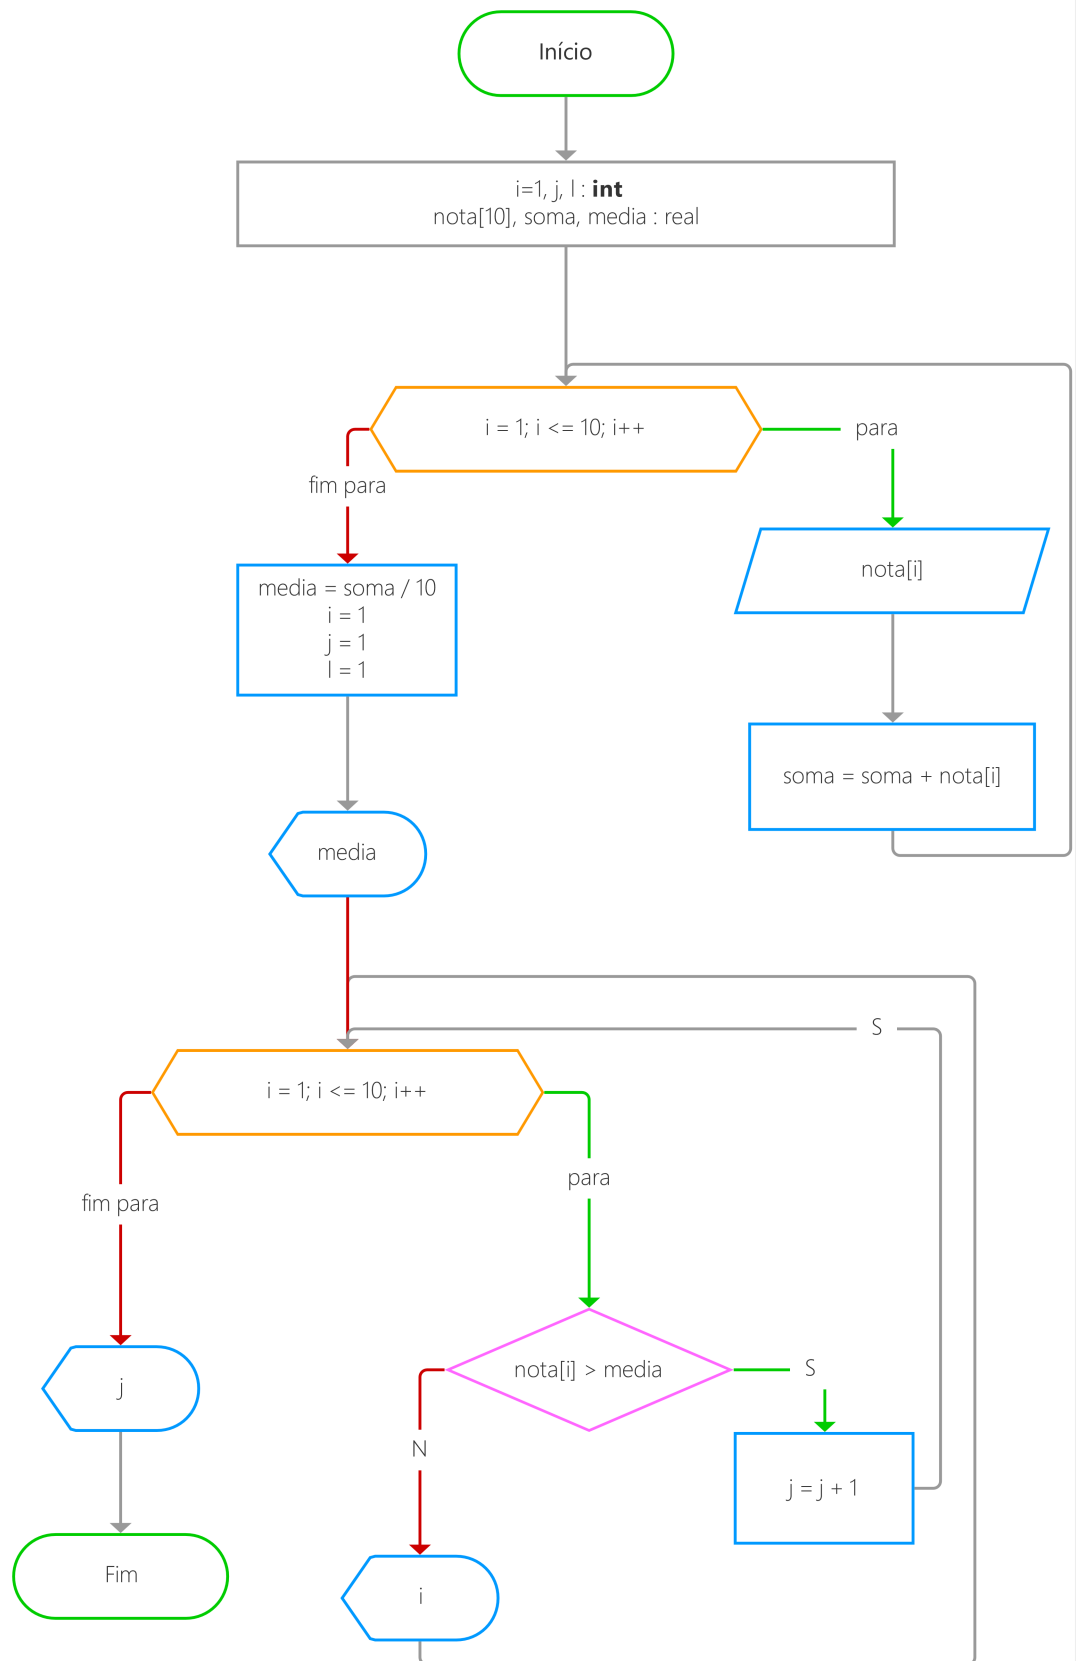 Início
i=1, j, l : int
nota[10], soma, media : real
i = 1; i <= 10; i++
para
fim para
nota[i]
media = soma / 10
i = 1
j = 1
l = 1
soma = soma + nota[i]
media
S
i = 1; i <= 10; i++
para
fim para
nota[i] > media
S
j
N
j = j + 1
Fim
i